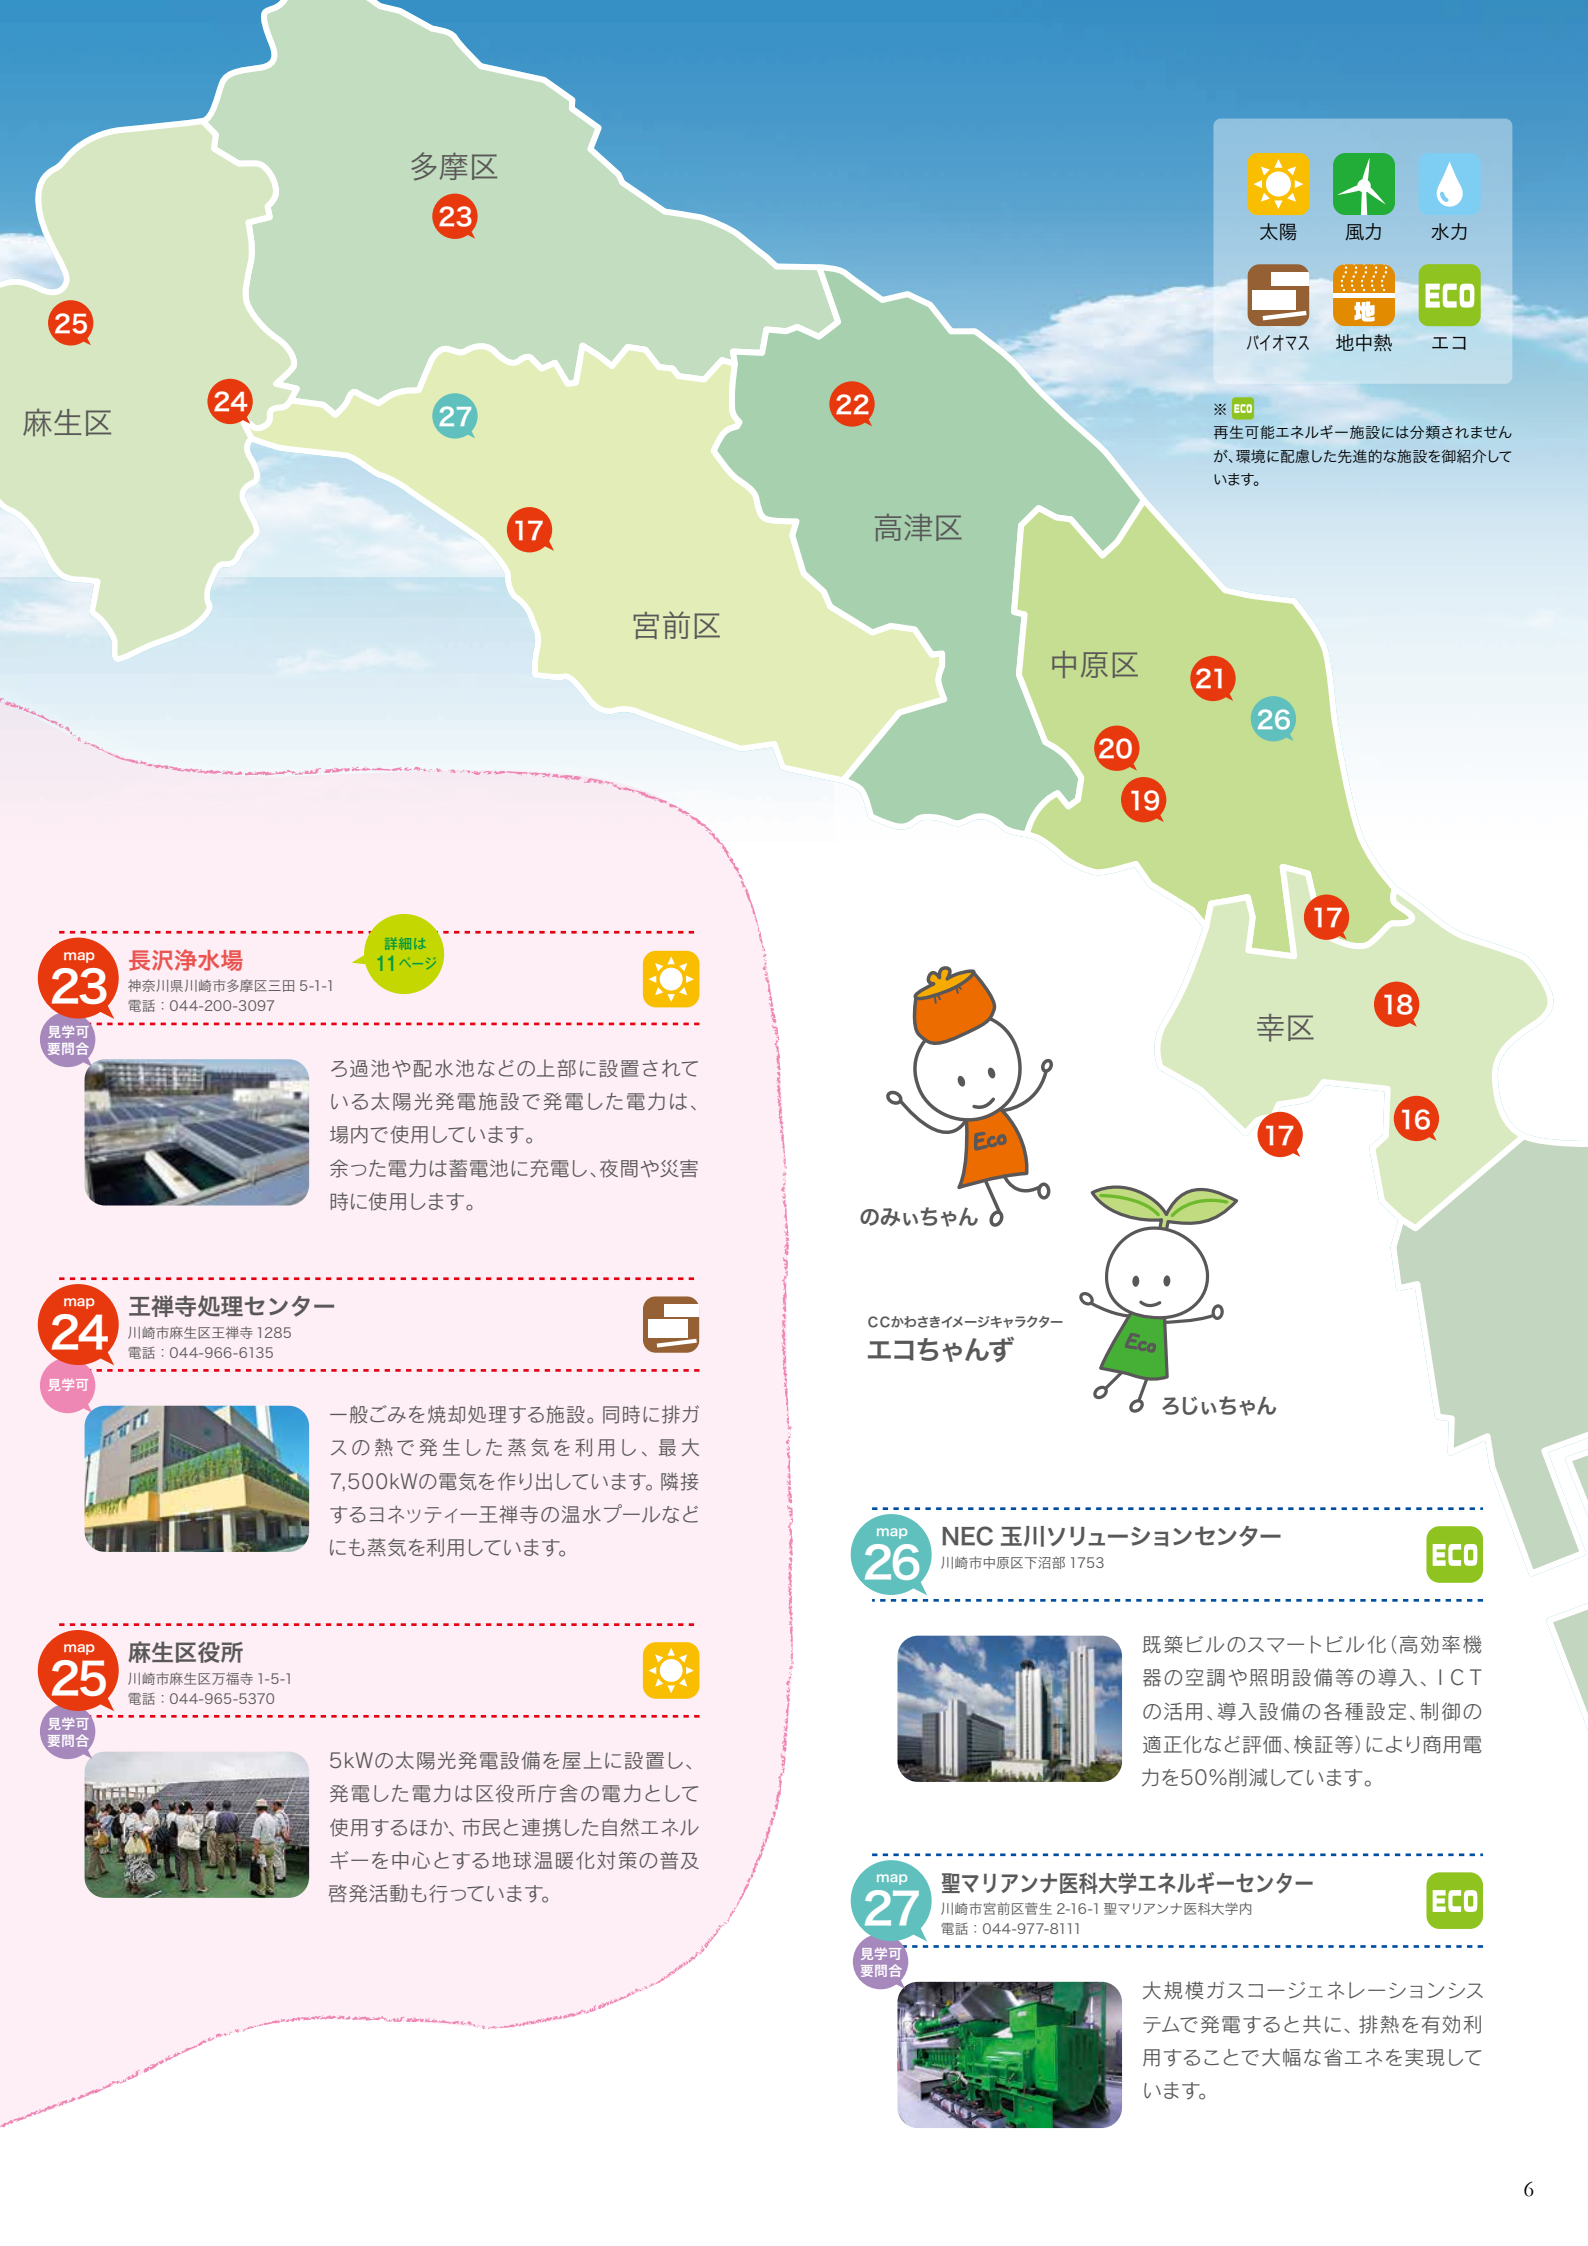 多摩区
23
25
24
麻生区
27
22
17
高津区
宮前区
中原区
21
26
20
19
17
18
幸区
16
17
太陽
風力
水力
地
バイオマス
地中熱
ECO
エコ
※ ECO
再生可能エネルギー施設には分類されません
が、環境に配慮した先進的な施設を御紹介して
います。
map
23
長沢浄水場
神奈川県川崎市多摩区三田 5-1-1
電話：044-200-3097
詳細は
11ページ
見学可
要問合
ろ過池や配水池などの上部に設置されて
いる太陽光発電施設で発電した電力は、
場内で使用しています。
余った電力は蓄電池に充電し、夜間や災害
時に使用します。
map
24
王禅寺処理センター
川崎市麻生区王禅寺 1285
電話：044-966-6135
見学可
一般ごみを焼却処理する施設。同時に排ガ
スの熱で発生した蒸気を利用し、最大
7,500kWの電気を作り出しています。隣接
するヨネッティー王禅寺の温水プールなど
にも蒸気を利用しています。
map
25
麻生区役所
川崎市麻生区万福寺 1-5-1
電話：044-965-5370
見学可
要問合
5kWの太陽光発電設備を屋上に設置し、
発電した電力は区役所庁舎の電力として
使用するほか、市民と連携した自然エネル
ギーを中心とする地球温暖化対策の普及
啓発活動も行っています。
Eco
のみぃちゃん
CCかわさきイメージキャラクター
エコちゃんず
Eco
ろじぃちゃん
map
26
NEC 玉川ソリューションセンター
川崎市中原区下沼部 1753
ECO
既築ビルのスマートビル化（高効率機
器の空調や照明設備等の導入、ICT
の活用、導入設備の各種設定、制御の
適正化など評価、検証等）により商用電
力を50%削減しています。
map
27
聖マリアンナ医科大学エネルギーセンター
川崎市宮前区菅生 2-16-1 聖マリアンナ医科大学内
電話：044-977-8111
ECO
見学可
要問合
大規模ガスコージェネレーションシス
テムで発電すると共に、排熱を有効利
用することで大幅な省エネを実現して
います。
6